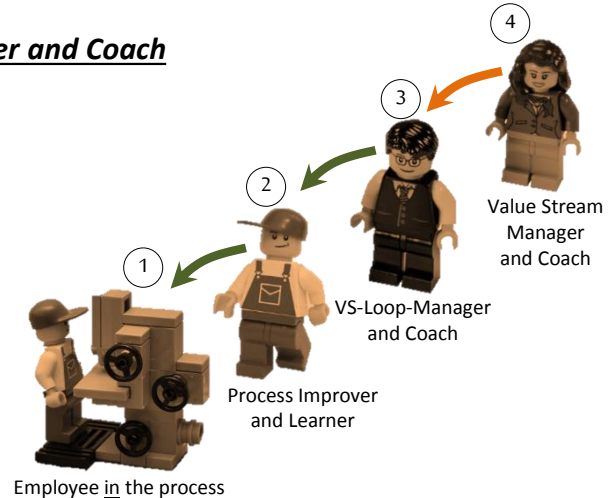 er and Coach
4
3
2
1
Value Stream
Manager
and Coach
VS-Loop-Manager
and Coach
Process Improver
and Learner
Employee in the process